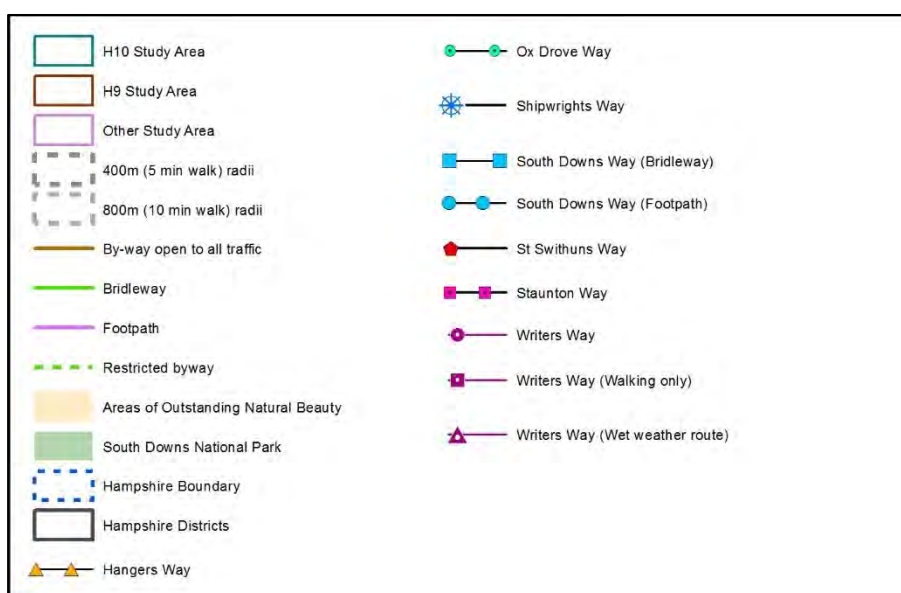 H10 Study Area
H9 Study Area
Other Study Area
400m (5 min walk) radii
800m (10 min walk) radii
By-way open to all traffic
Bridleway
Footpath
Restricted byway
Areas of Outstanding Natural Beauty
South Downs National Park
Hampshire Boundary
Hampshire Districts
Hangers Way
Ox Drove Way
Shipwrights Way
South Downs Way (Bridleway)
South Downs Way (Footpath)
St Swithuns Way
Staunton Way
Writers Way
Writers Way (Walking only)
Writers Way (Wet weather route)